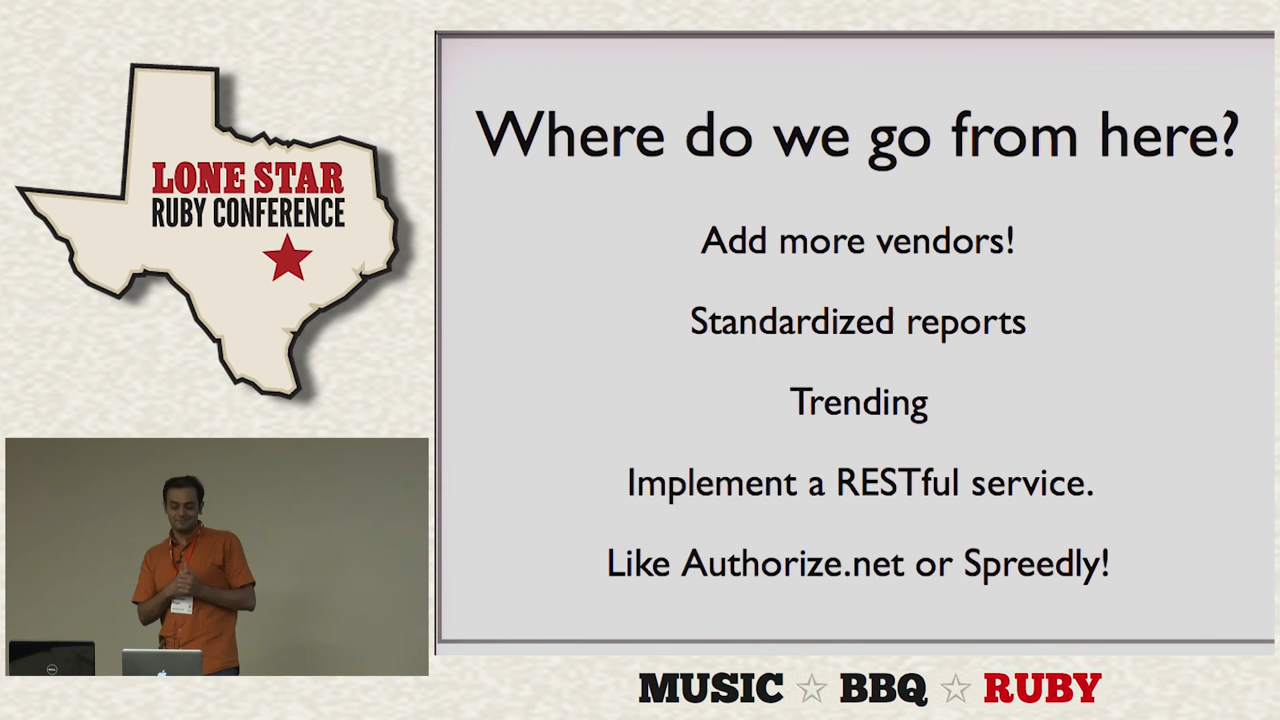 LONE STAR
RUBY CONFERENCE
Where do we go from here?
Add more vendors!
Standardized reports
Trending
Implement a RESTful service.
Like Authorize.net or Spreedly!
MUSIC ☆ BBQ ☆ RUBY